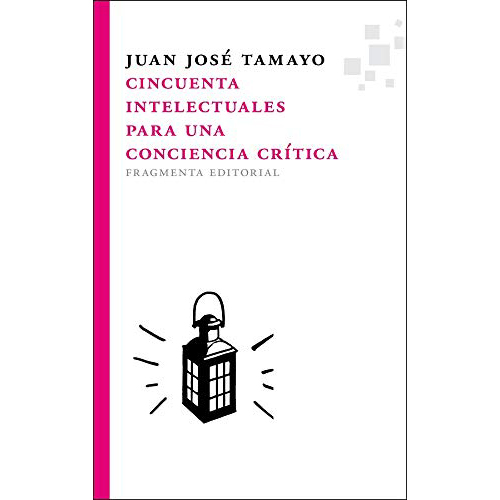 JUAN JOSÉ TAMAYO
CINCUENTA
INTELECTUALES
PARA UNA
CONCIENCIA CRÍTICA
FRAGMENTA EDITORIAL